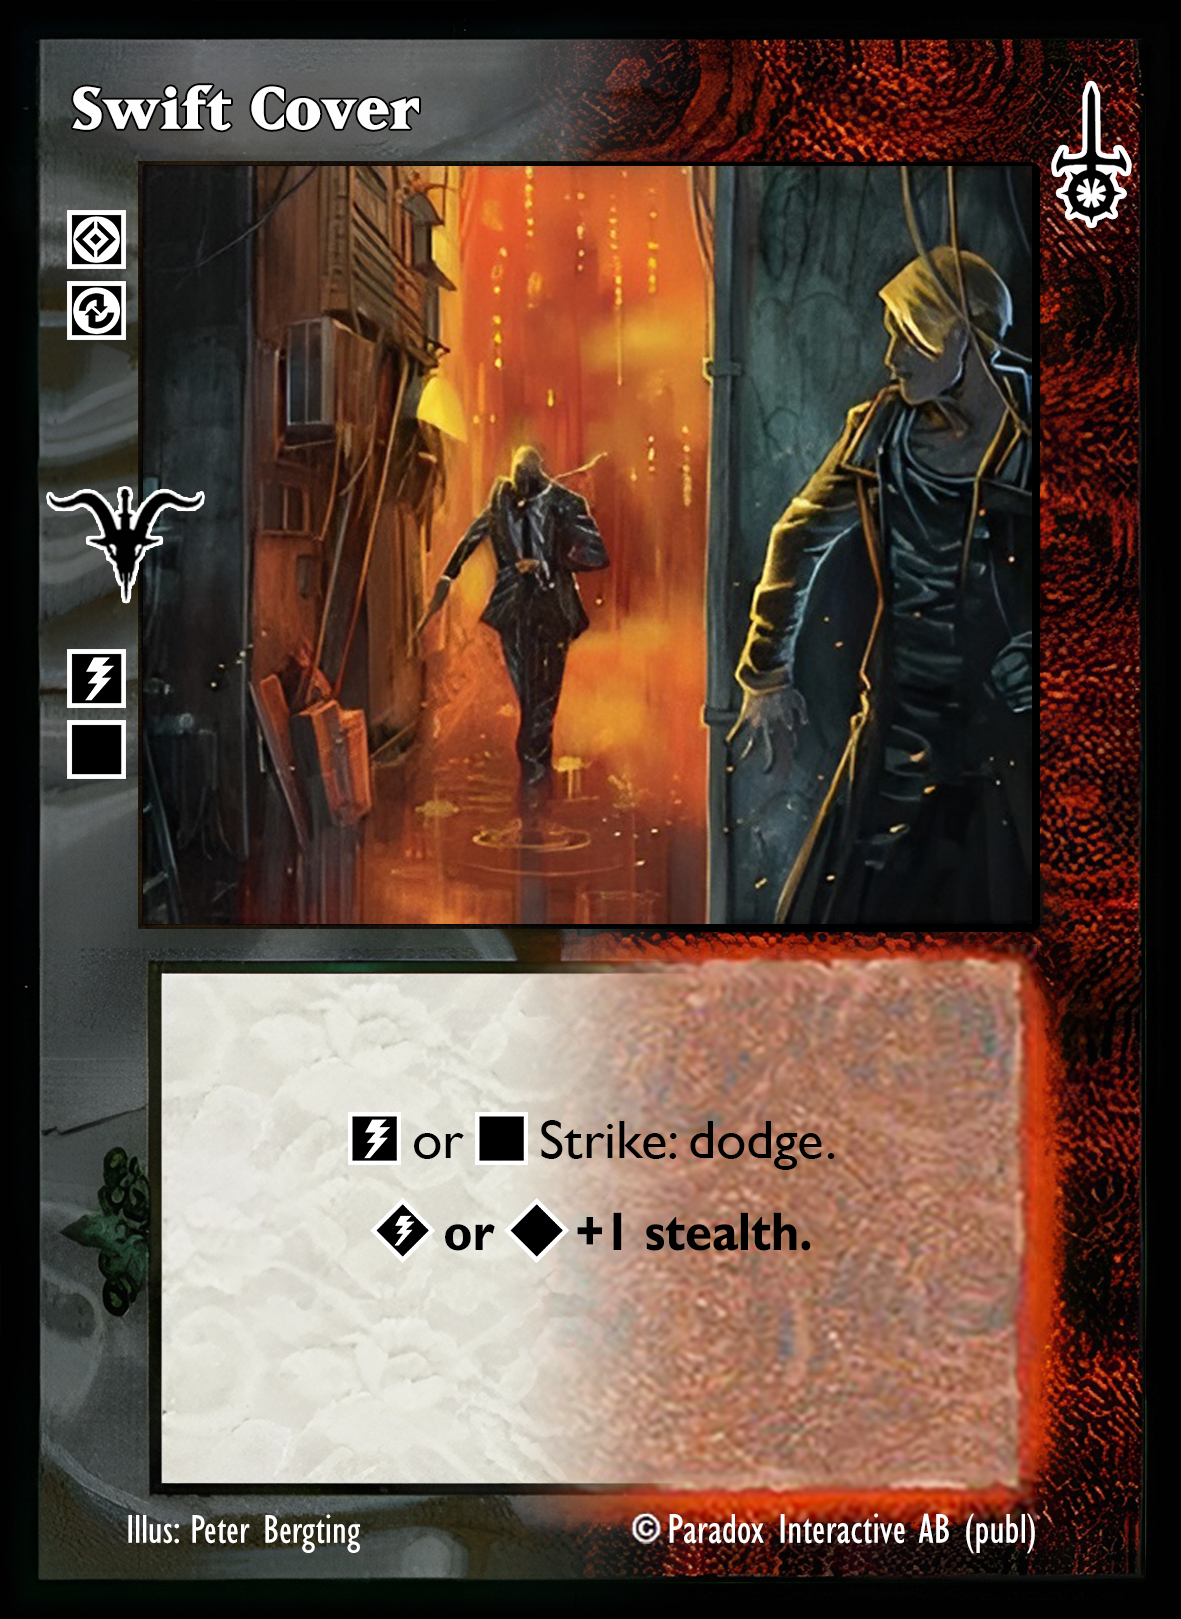 Swift Cover
or Strike: dodge.
or +1 stealth.
Illus: Peter Bergting
© Paradox Interactive AB (publ)